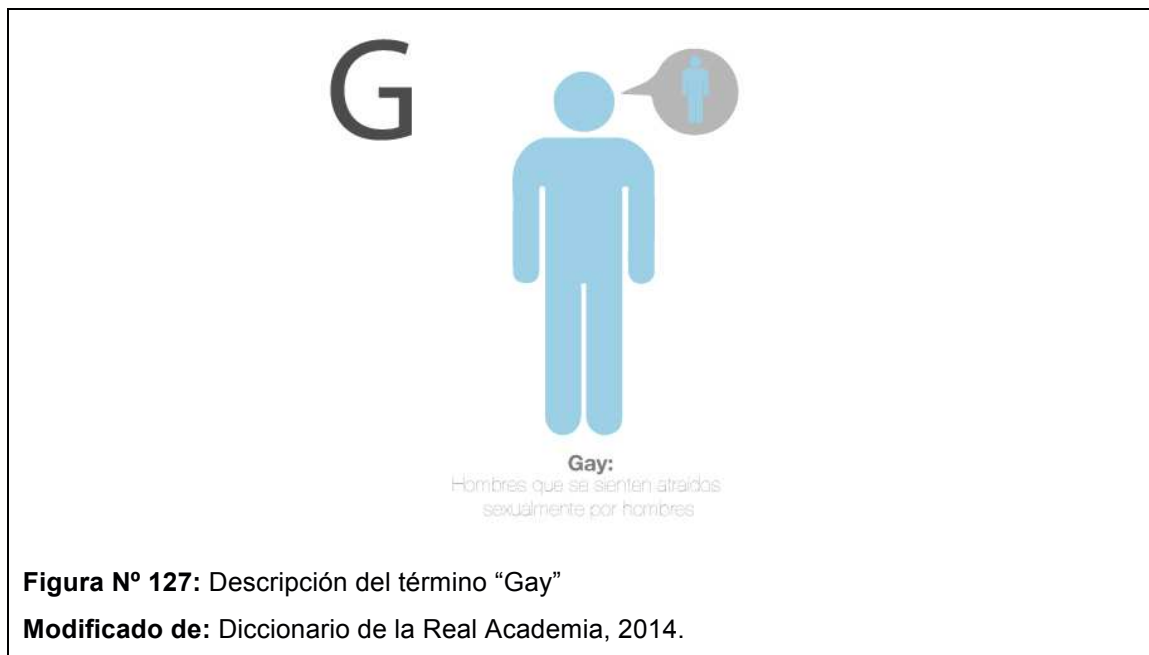 G
Gay:
Hombres que se sienten atraidos
sexualmente por hombres
Figura Nº 127: Descripción del término “Gay”
Modificado de: Diccionario de la Real Academia, 2014.